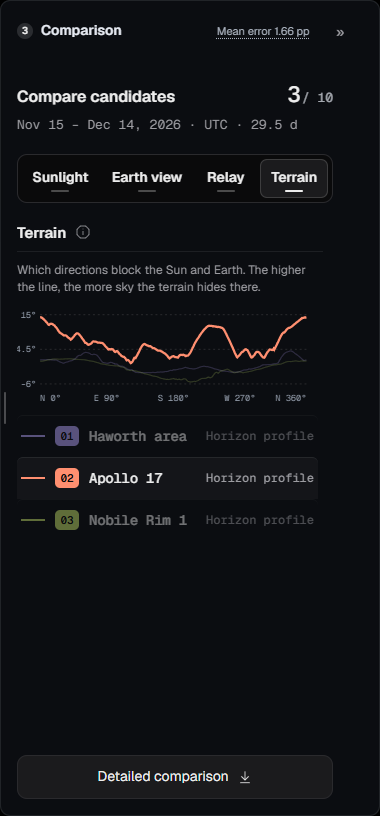 3 Comparison Mean error 1.66 pp »
Compare candidates 3 / 10
Nov 15 – Dec 14, 2026 · UTC · 29.5 d
Sunlight Earth view Relay Terrain
Terrain
Which directions block the Sun and Earth. The higher
the line, the more sky the terrain hides there.
15°
4.5°
-6°
N 0° E 90° S 180° W 270° N 360°
01 Haworth area Horizon profile
02 Apollo 17 Horizon profile
03 Nobile Rim 1 Horizon profile
Detailed comparison